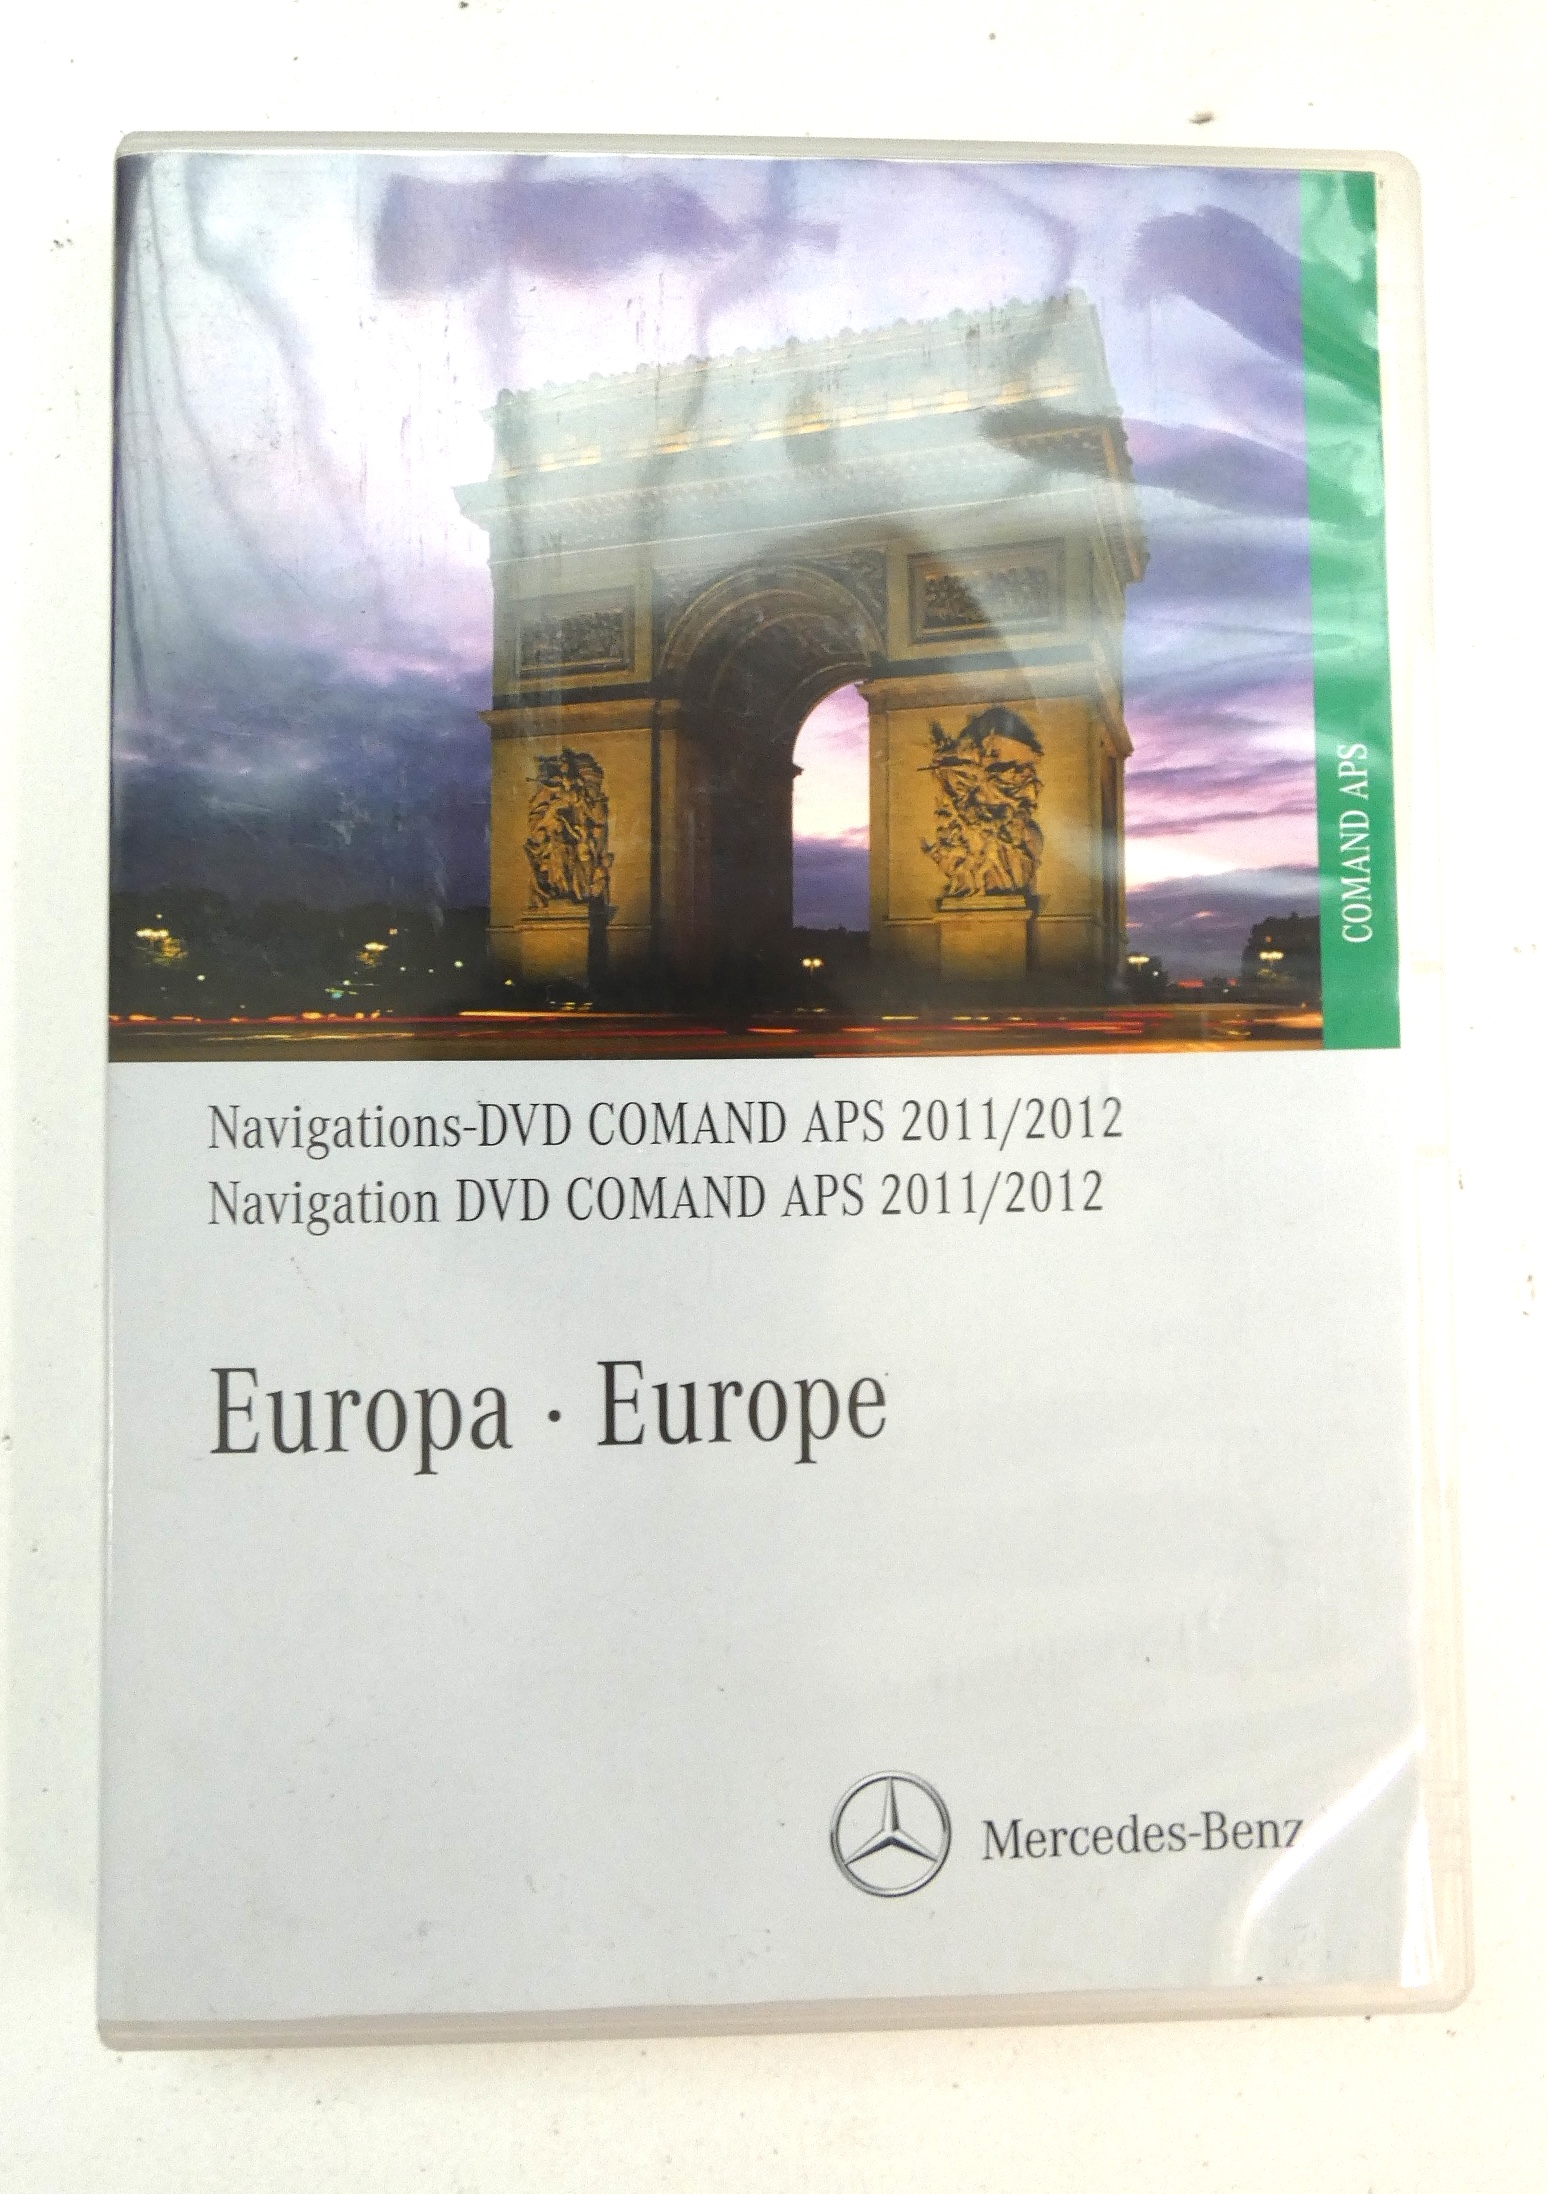 COMAND APS
Navigations-DVD COMAND APS 2011/2012
Navigation DVD COMAND APS 2011/2012
Europa · Europe
Mercedes-Benz